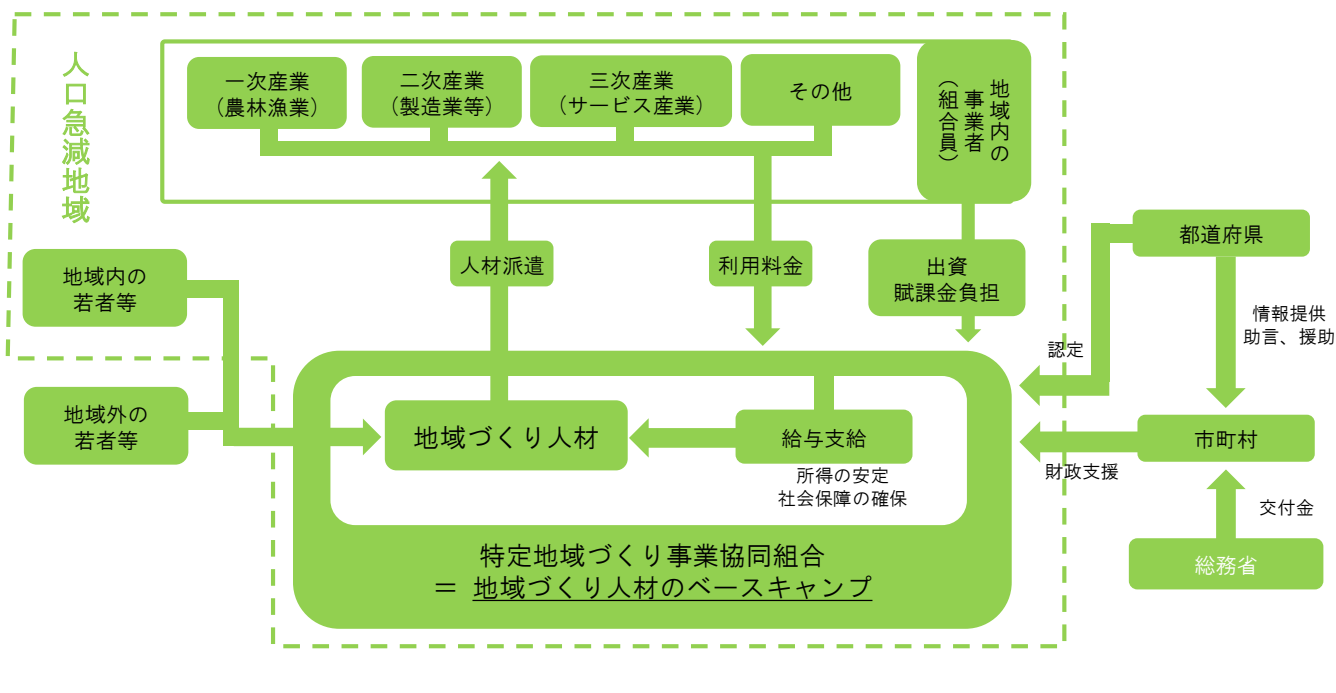 人口急減地域
一次産業
（農林漁業）
二次産業
（製造業等）
三次産業
（サービス産業）
その他
地域内の
事業者
（組合員）
人材派遣
利用料金
出資
賦課金負担
地域内の
若者等
地域外の
若者等
都道府県
情報提供
助言、援助
認定
市町村
財政支援
交付金
総務省
地域づくり人材
給与支給
所得の安定
社会保障の確保
特定地域づくり事業協同組合
＝ 地域づくり人材のベースキャンプ